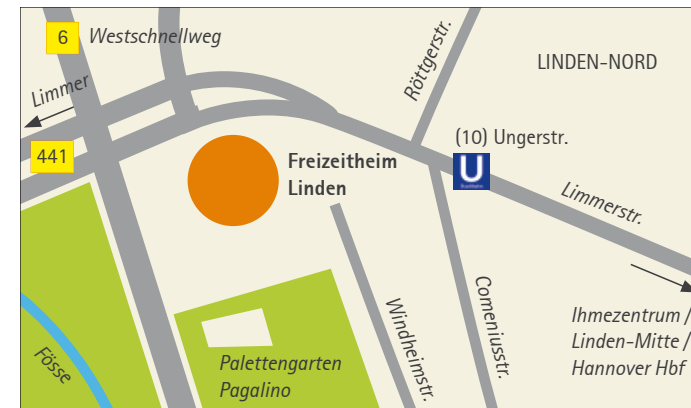 6
Westschnellweg
Limmer
441
Röttgerstr.
LINDEN-NORD
(10) Ungerstr.
U
Freizeitheim
Linden
Limmerstr.
Comeniusstr.
Windheimstr.
Ihmezentrum /
Linden-Mitte /
Hannover Hbf
Palettengarten
Pagalino
Fösse